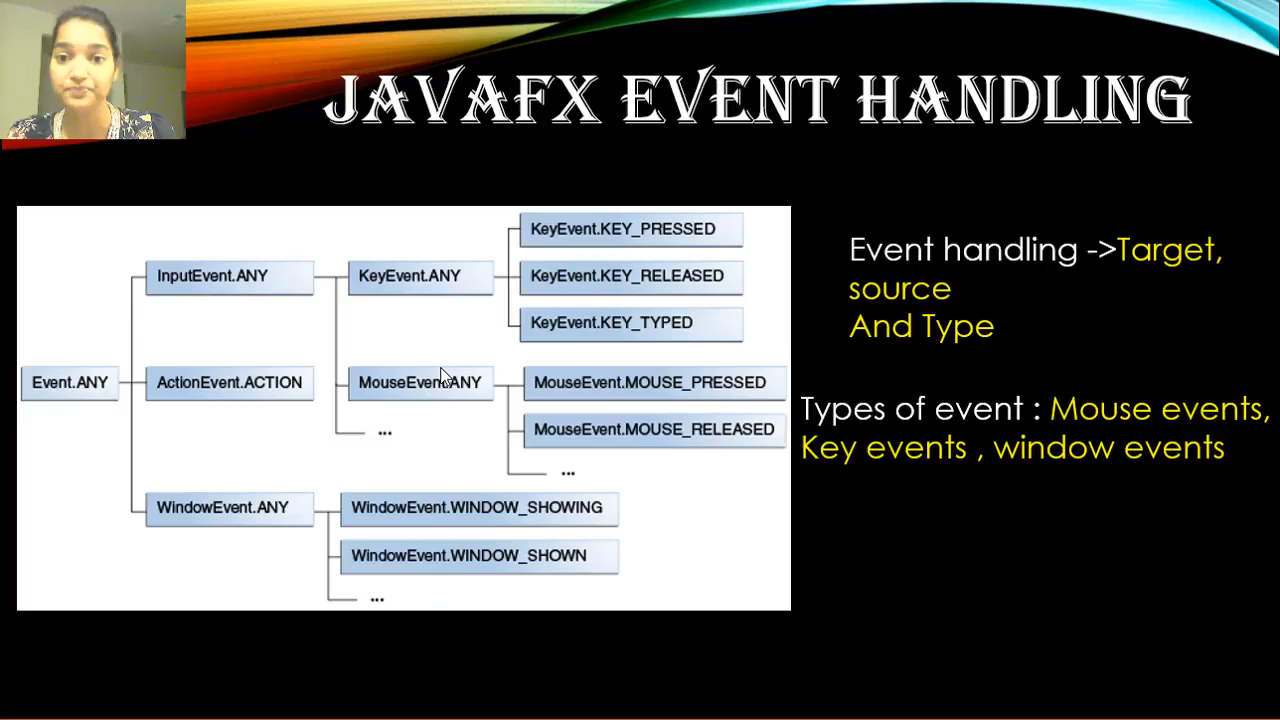 JAVAFX EVENT HANDLING
KeyEvent.KEY_PRESSED
InputEvent.ANY
KeyEvent.ANY
KeyEvent.KEY_RELEASED
KeyEvent.KEY_TYPED
Event.ANY
ActionEvent.ACTION
MouseEvent.ANY
MouseEvent.MOUSE_PRESSED
...
MouseEvent.MOUSE_RELEASED
...
WindowEvent.ANY
WindowEvent.WINDOW_SHOWING
WindowEvent.WINDOW_SHOWN
...
Event handling ->Target,
source
And Type
Types of event : Mouse events,
Key events , window events